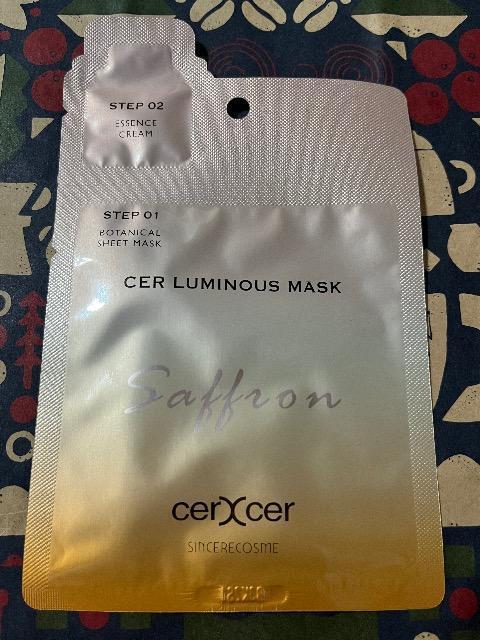 STEP 02
ESSENCE
CREAM
STEP 01
BOTANICAL
SHEET MASK
CER LUMINOUS MASK
Saffron
cerXcer
SINCERECOSME